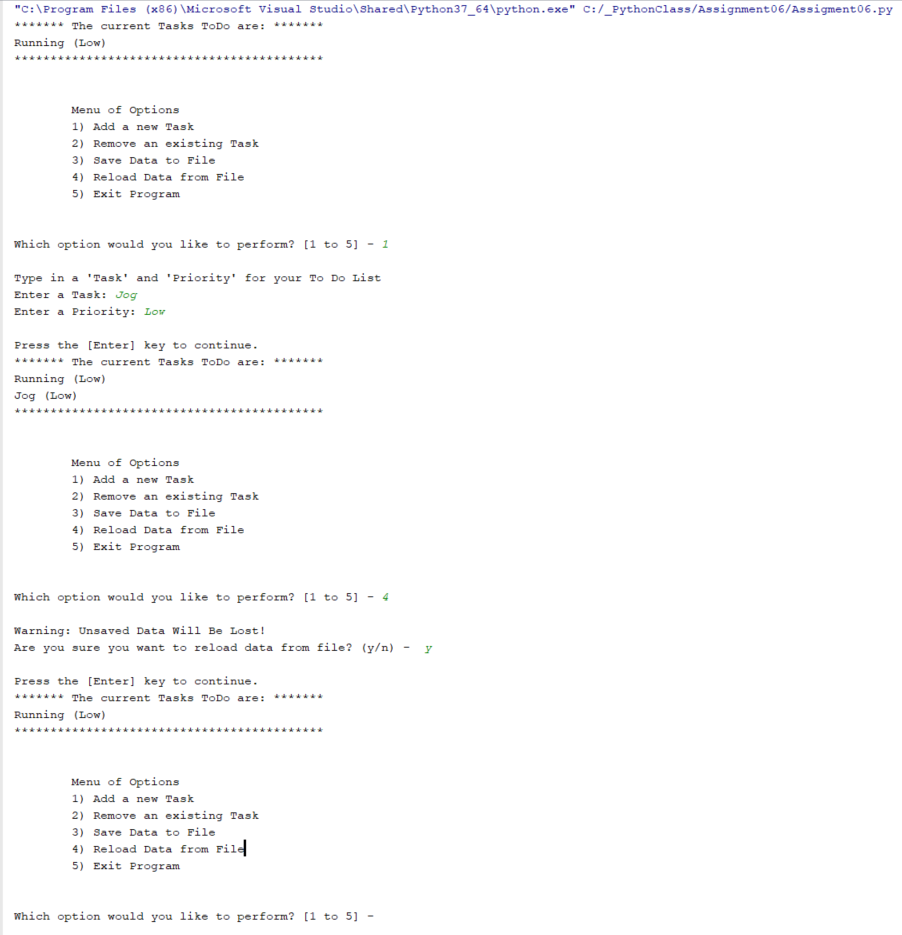 "C:\Program Files (x86)\Microsoft Visual Studio\Shared\Python37_64\python.exe" C:/_PythonClass/Assignment06/Assigment06.py
******* The current Tasks ToDo are: *******
Running (Low)
*******************************************
Menu of Options
1) Add a new Task
2) Remove an existing Task
3) Save Data to File
4) Reload Data from File
5) Exit Program
Which option would you like to perform? [1 to 5] - 1
Type in a 'Task' and 'Priority' for your To Do List
Enter a Task: Jog
Enter a Priority: Low
Press the [Enter] key to continue.
******* The current Tasks ToDo are: *******
Running (Low)
Jog (Low)
*******************************************
Menu of Options
1) Add a new Task
2) Remove an existing Task
3) Save Data to File
4) Reload Data from File
5) Exit Program
Which option would you like to perform? [1 to 5] - 4
Warning: Unsaved Data Will Be Lost!
Are you sure you want to reload data from file? (y/n) -  y
Press the [Enter] key to continue.
******* The current Tasks ToDo are: *******
Running (Low)
*******************************************
Menu of Options
1) Add a new Task
2) Remove an existing Task
3) Save Data to File
4) Reload Data from File
5) Exit Program
Which option would you like to perform? [1 to 5] -